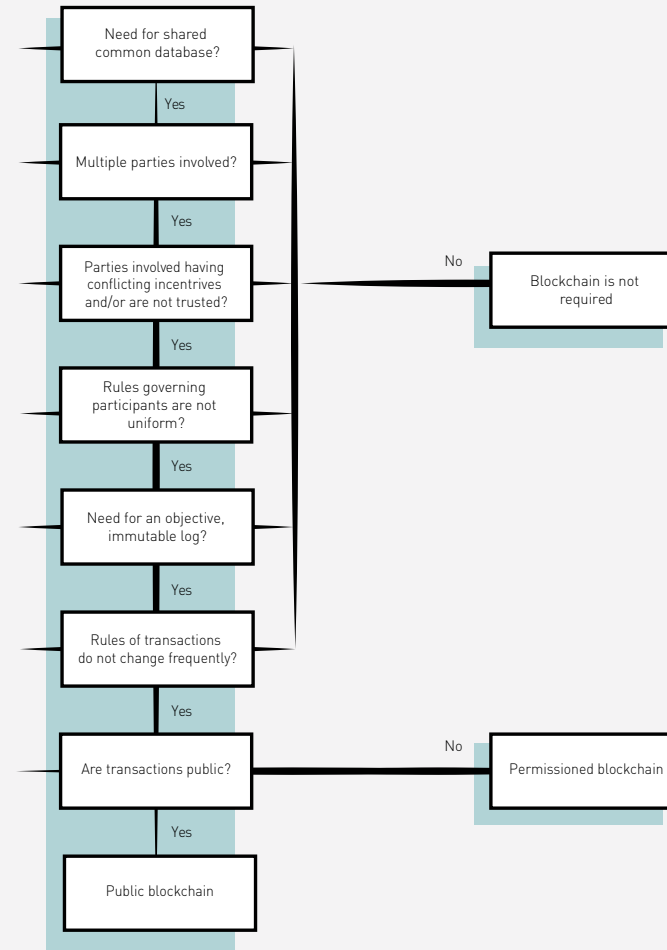 Need for shared
common database?
Yes
Multiple parties involved?
Yes
Parties involved having
conflicting incentrives
and/or are not trusted?
No
Blockchain is not
required
Yes
Rules governing
participants are not
uniform?
Yes
Need for an objective,
immutable log?
Yes
Rules of transactions
do not change frequently?
Yes
Are transactions public?
No
Permissioned blockchain
Yes
Public blockchain